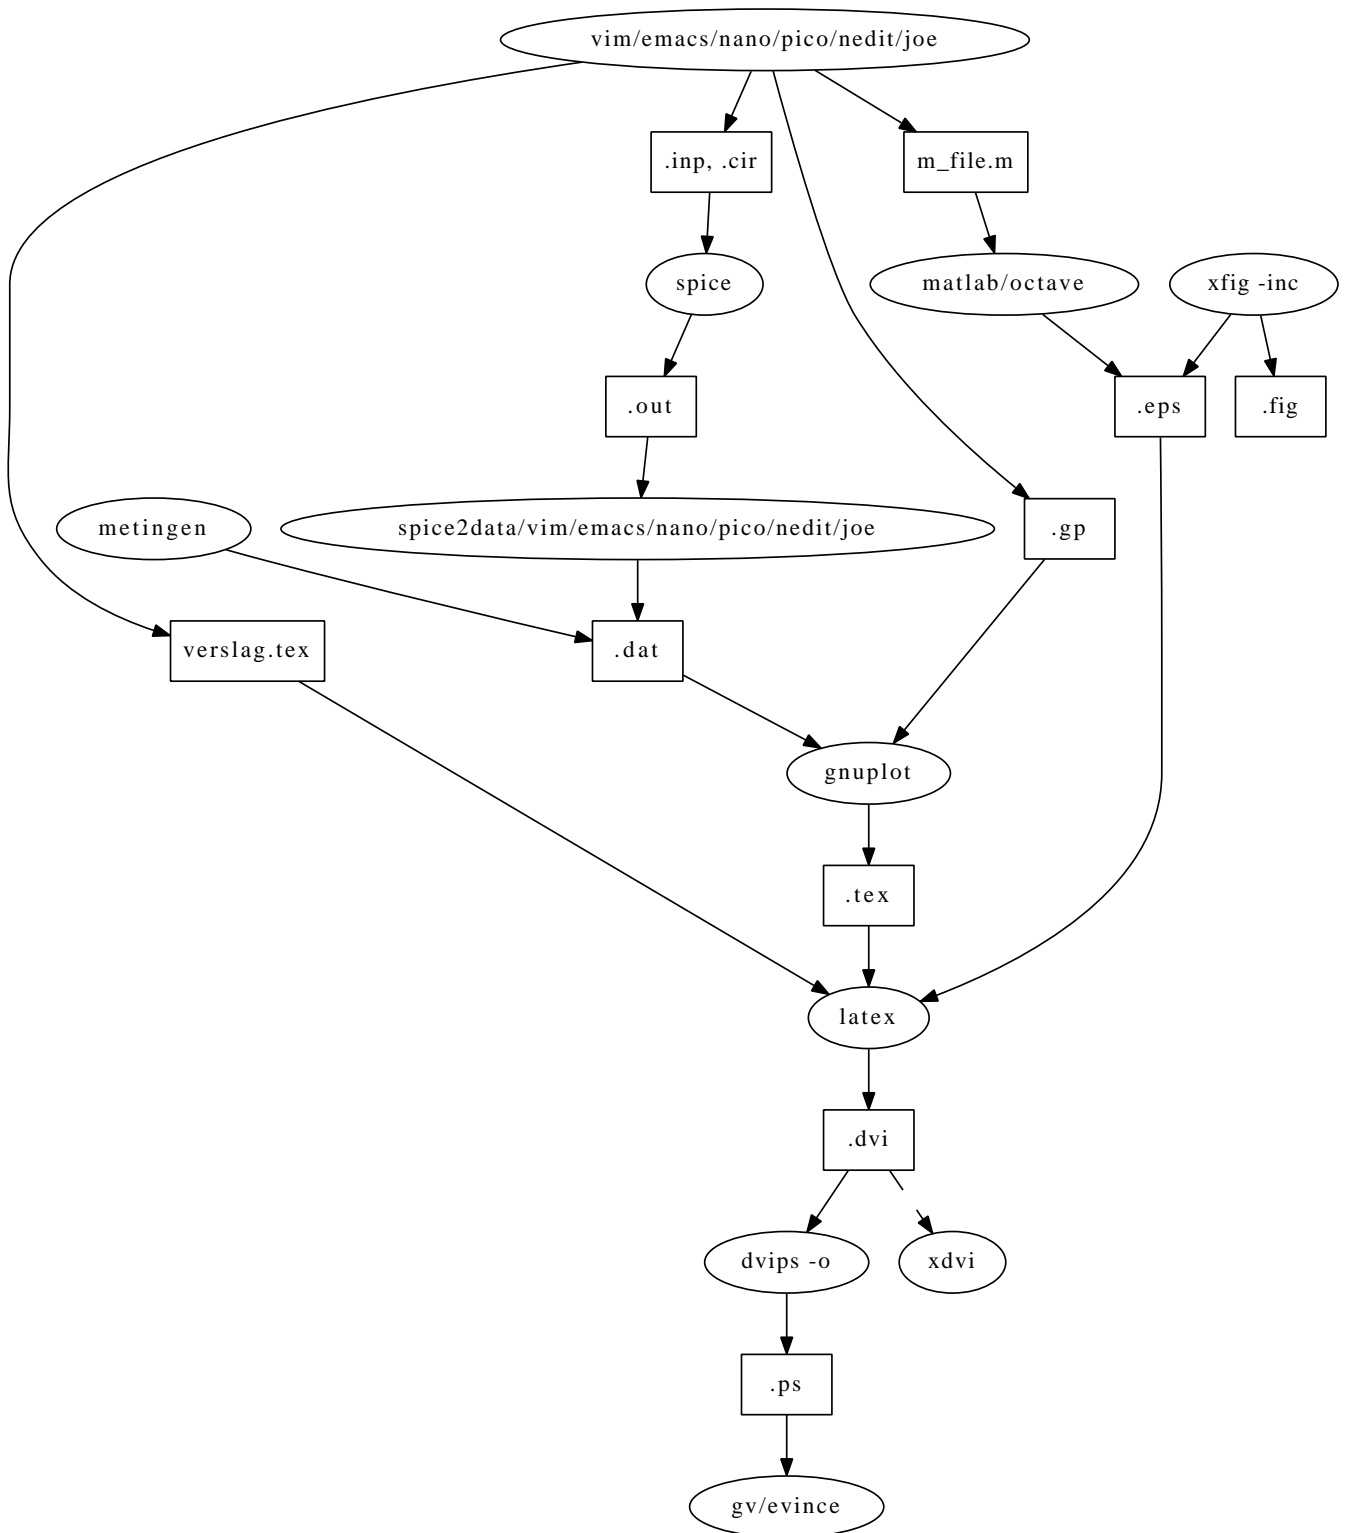 vim/emacs/nano/pico/nedit/joe
.inp, .cir
m_file.m
spice
matlab/octave
xfig -inc
.out
.eps
.fig
metingen
spice2data/vim/emacs/nano/pico/nedit/joe
.gp
verslag.tex
.dat
gnuplot
.tex
latex
.dvi
dvips -o
xdvi
.ps
gv/evince